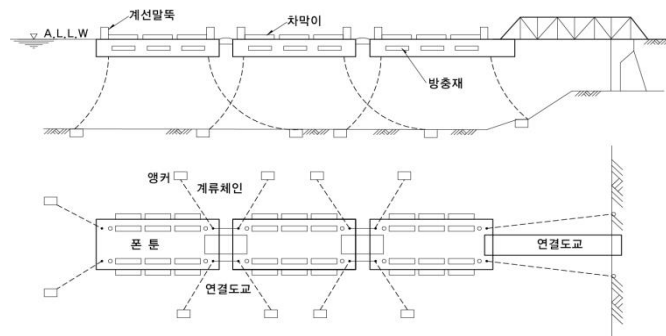 계선말뚝
차막이
A.L.L.W
방충재
앵커
계류체인
폰 툰
연결도교
연결도교